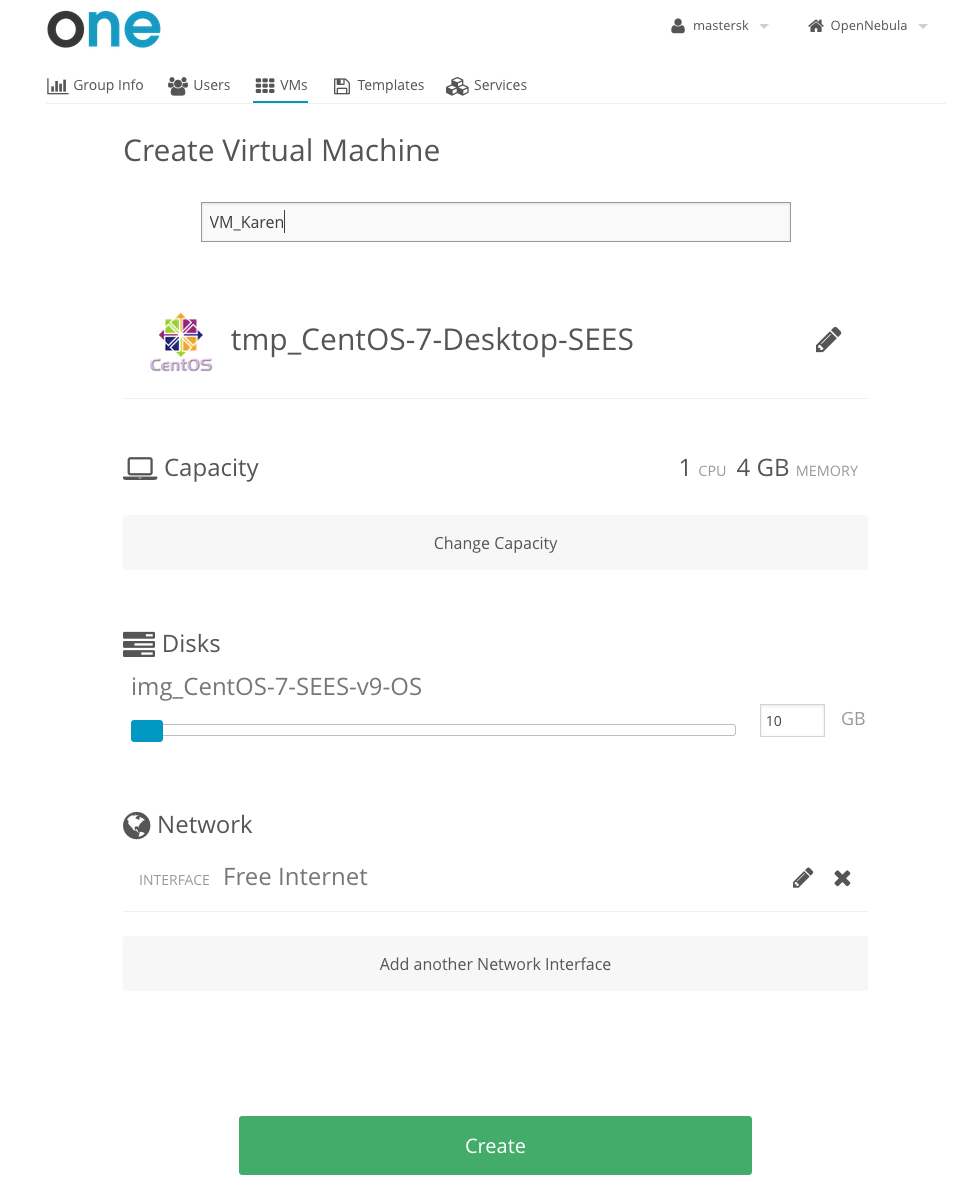 one
mastersk OpenNebula
Group Info Users VMs Templates Services
Create Virtual Machine
VM_Karen
CentOS
tmp_CentOS-7-Desktop-SEES
Capacity 1 CPU 4 GB MEMORY
Change Capacity
Disks
img_CentOS-7-SEES-v9-OS
10 GB
Network
INTERFACE Free Internet
Add another Network Interface
Create